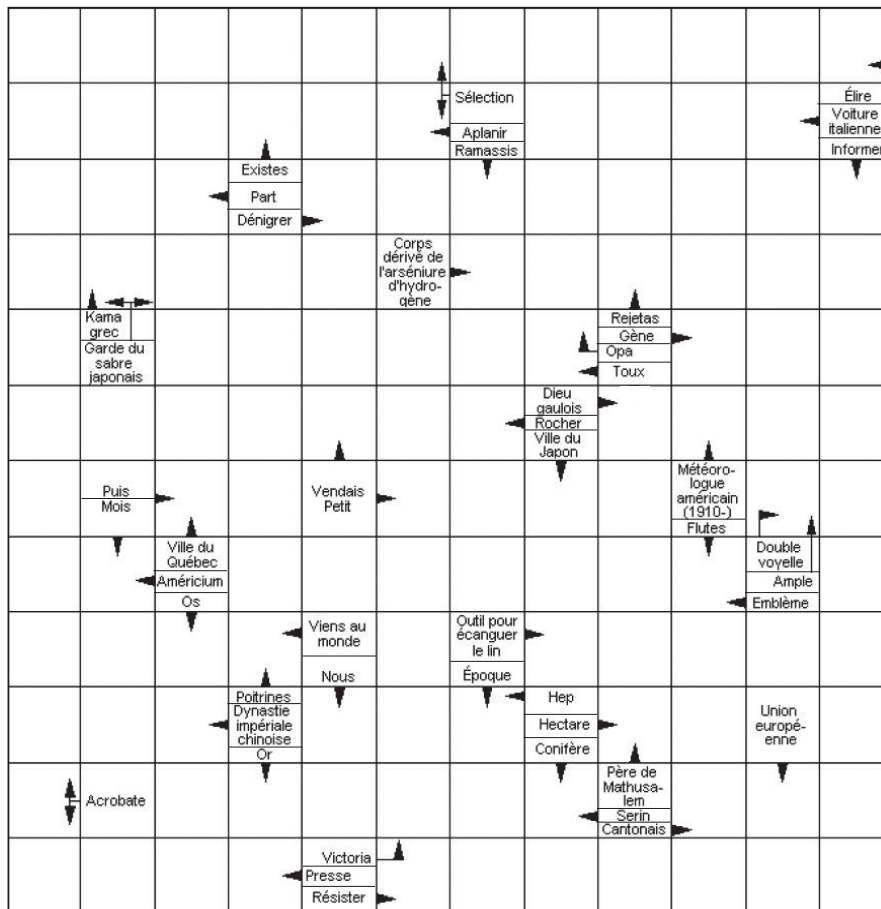 Sélection
Aplanir
Ramassis
Élire
Voiture
italienne
Informer
Existes
Part
Dénigrer
Corps
dérivé de
l'arséniure
d'hydro-
gène
Kama
grec
Garde du
sabre
japonais
Rejetas
Gène
Opa
Toux
Dieu
gaulois
Rocher
Ville du
Japon
Puis
Mois
Vendais
Petit
Météoro-
logue
américain
(1910-)
Flutes
Ville du
Québec
Américium
Os
Double
voyelle
Ample
Emblème
Viens au
monde
Nous
Outil pour
écanguer
le lin
Époque
Poitrines
Dynastie
impériale
chinoise
Or
Hep
Hectare
Conifère
Union
europé-
enne
Acrobate
Père de
Mathusa-
lem
Serin
Cantonais
Victoria
Presse
Résister